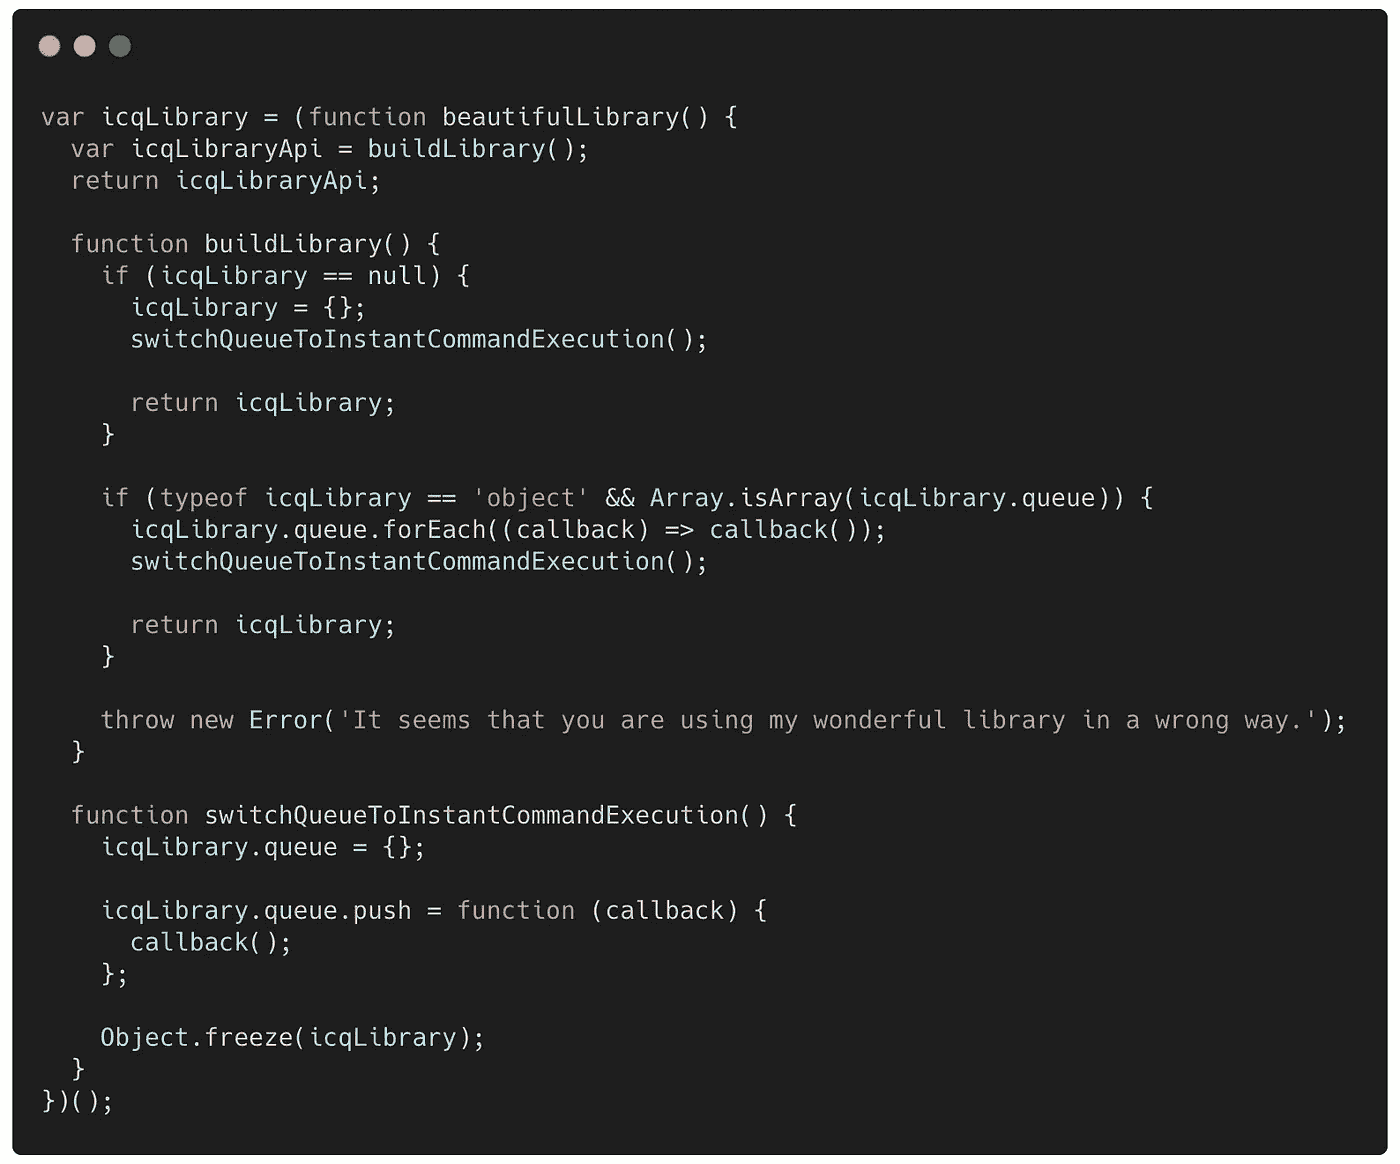 var icqLibrary = (function beautifulLibrary() {
  var icqLibraryApi = buildLibrary();
  return icqLibraryApi;

  function buildLibrary() {
    if (icqLibrary == null) {
      icqLibrary = {};
      switchQueueToInstantCommandExecution();

      return icqLibrary;
    }

    if (typeof icqLibrary == 'object' && Array.isArray(icqLibrary.queue)) {
      icqLibrary.queue.forEach((callback) => callback());
      switchQueueToInstantCommandExecution();

      return icqLibrary;
    }

    throw new Error('It seems that you are using my wonderful library in a wrong way.');
  }

  function switchQueueToInstantCommandExecution() {
    icqLibrary.queue = {};

    icqLibrary.queue.push = function (callback) {
      callback();
    };

    Object.freeze(icqLibrary);
  }
})();